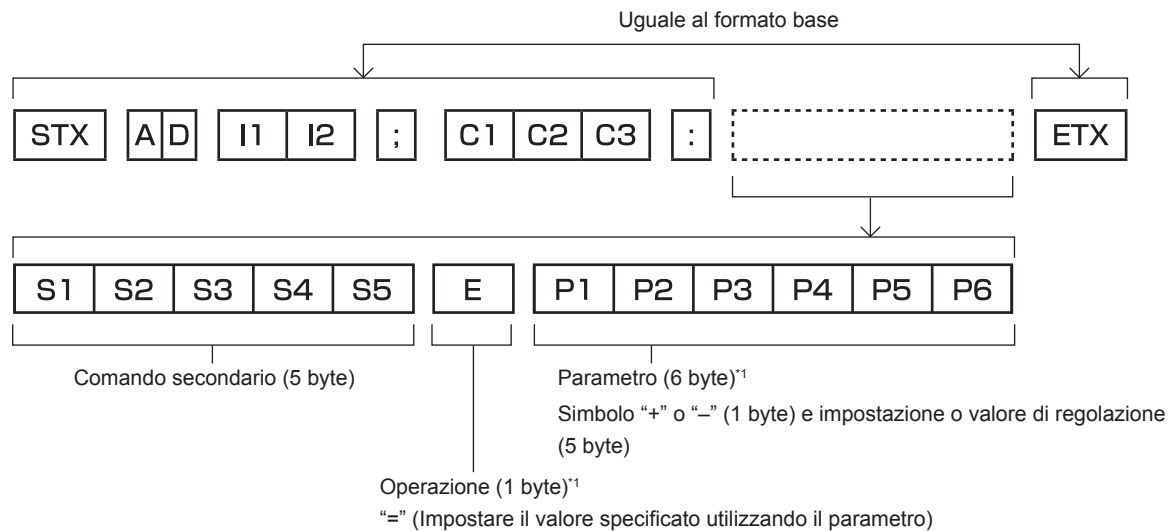 Uguale al formato base
STX A D I1 I2 ; C1 C2 C3 : ETX
S1 S2 S3 S4 S5 E P1 P2 P3 P4 P5 P6
Comando secondario (5 byte)
Parametro (6 byte)*1
Simbolo “+” o “–” (1 byte) e impostazione o valore di regolazione
(5 byte)
Operazione (1 byte)*1
“=” (Impostare il valore specificato utilizzando il parametro)